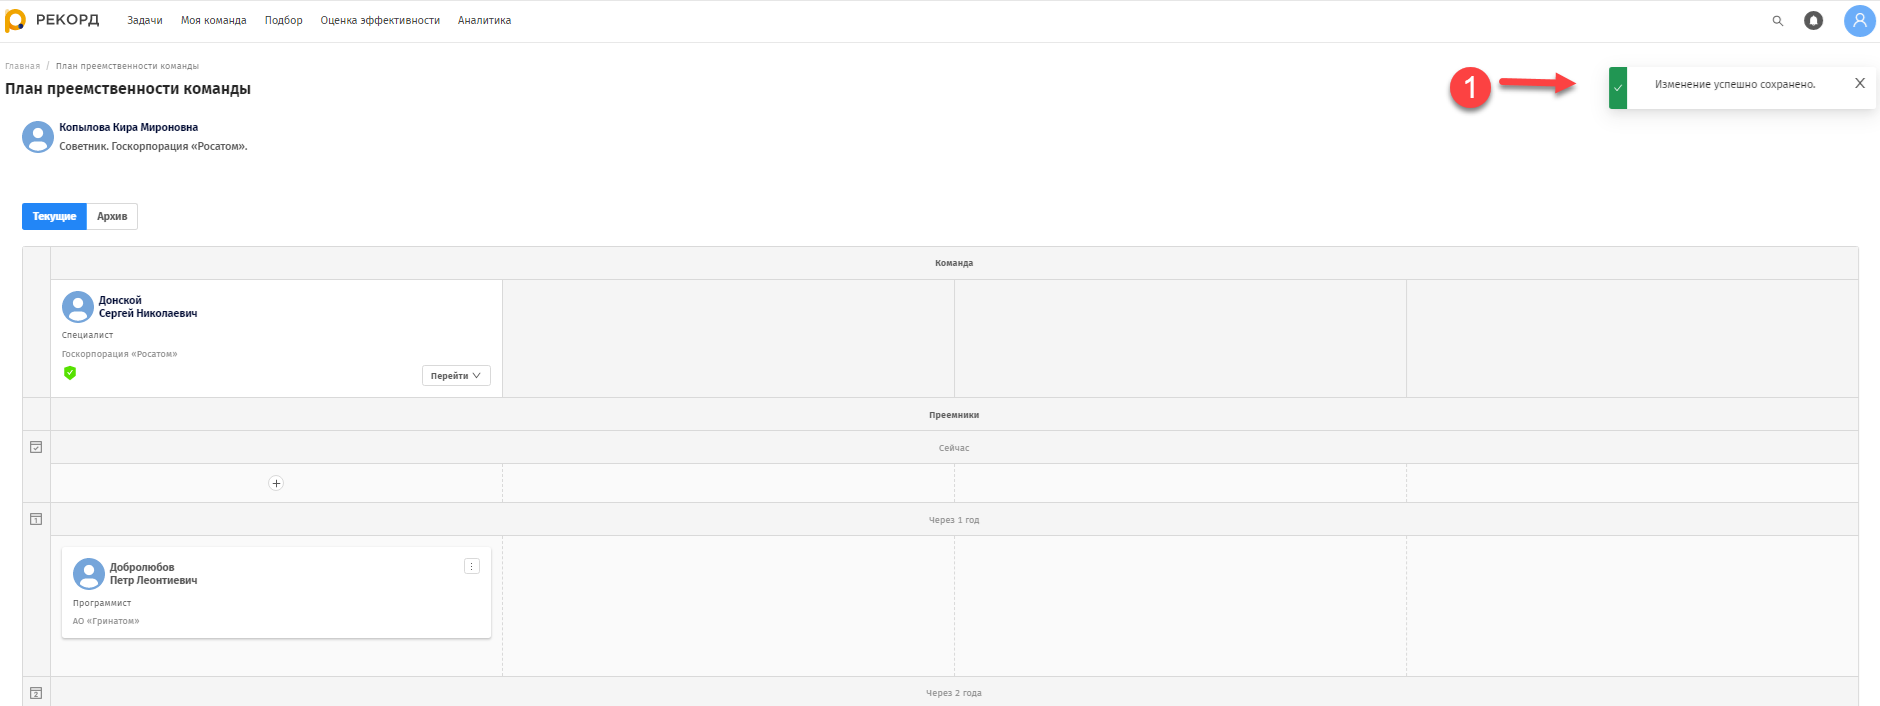 РЕКОРД
Задачи Моя команда Подбор Оценка эффективности Аналитика
Главная / План преемственности команды
План преемственности команды
1
Изменение успешно сохранено.
Копылова Кира Мироновна
Советник. Госкорпорация «Росатом».
Текущие Архив
Команда
Донской
Сергей Николаевич
Специалист
Госкорпорация «Росатом»
Перейти
Преемники
Сейчас
1
Через 1 год
Добролюбов
Петр Леонтиевич
Программист
АО «Гринатом»
2
Через 2 года